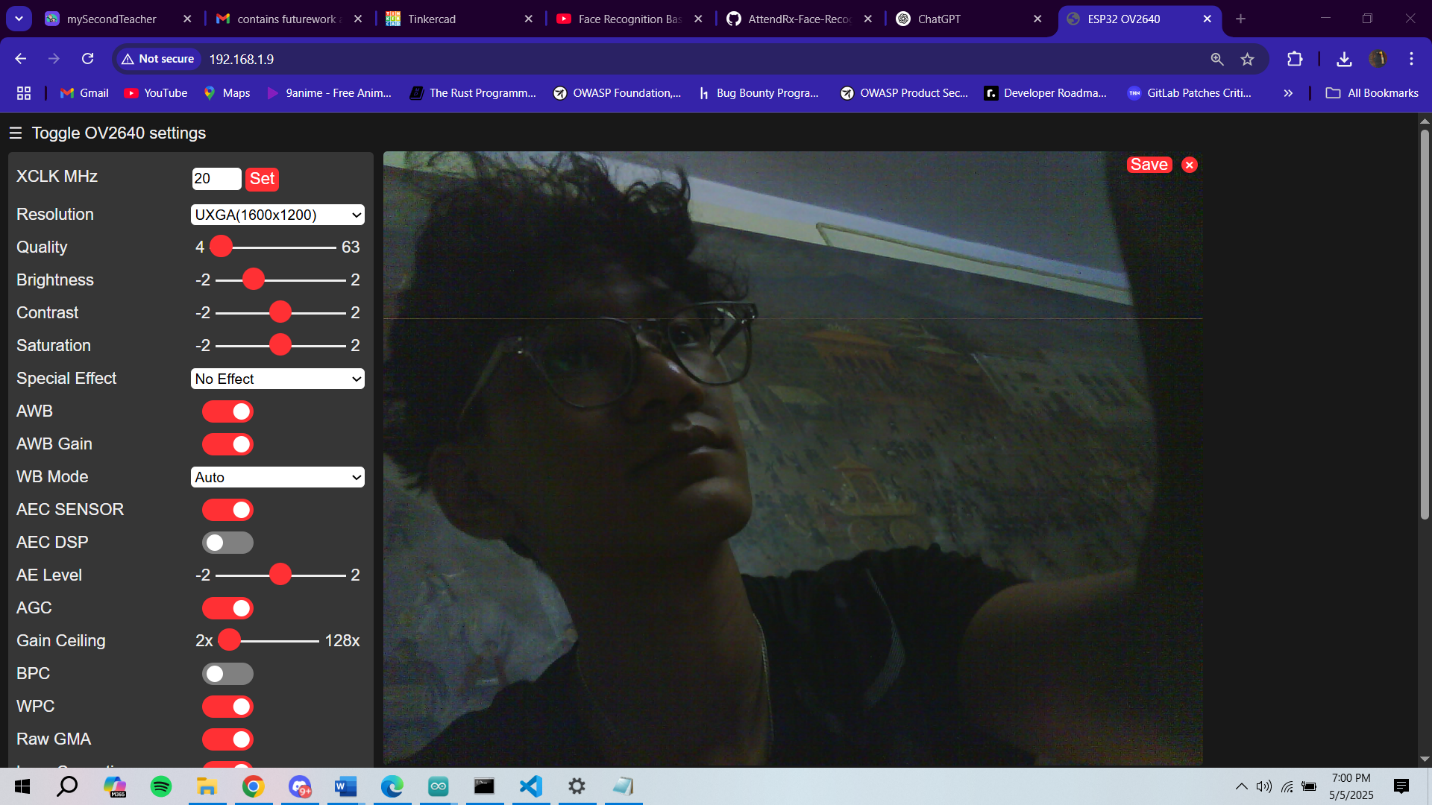 mySecondTeacher
contains futurework a
Tinkercad
Face Recognition Bas
AttendRx-Face-Reco
ChatGPT
ESP32 OV2640
Not secure
192.168.1.9
Gmail
YouTube
Maps
9anime - Free Anim...
The Rust Programm...
OWASP Foundation,...
Bug Bounty Progra...
OWASP Product Sec...
Developer Roadma...
GitLab Patches Criti...
»
All Bookmarks
☰ Toggle OV2640 settings
XCLK MHz 20 Set
Resolution UXGA(1600x1200)
Quality 4 63
Brightness -2 2
Contrast -2 2
Saturation -2 2
Special Effect No Effect
AWB
AWB Gain
WB Mode Auto
AEC SENSOR
AEC DSP
AE Level -2 2
AGC
Gain Ceiling 2x 128x
BPC
WPC
Raw GMA
Save ×
9+
7:00 PM
5/5/2025